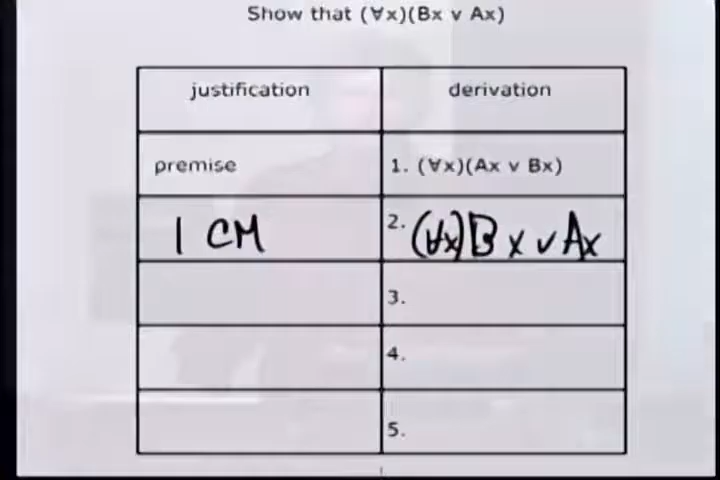 Show that (∀x)(Bx v Ax)
justification derivation
premise 1. (∀x)(Ax v Bx)
1 CM 2. (∀x)Bx v Ax
3.
4.
5.